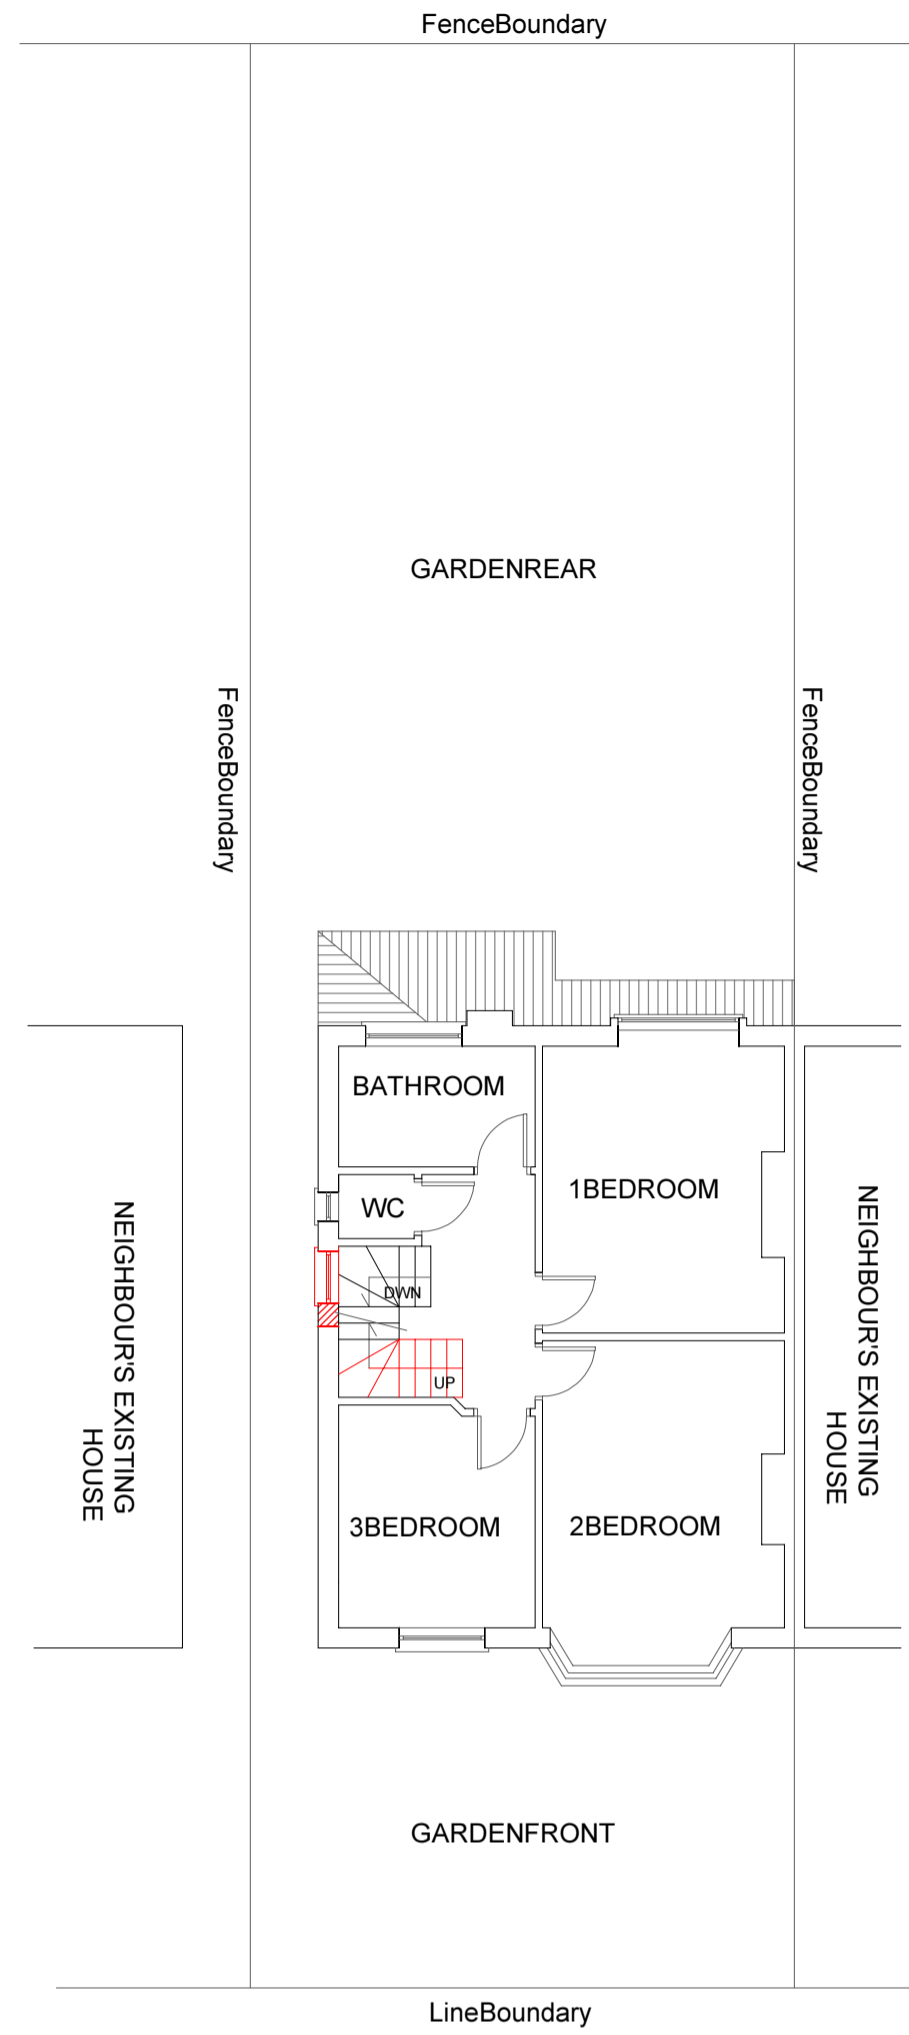 FenceBoundary
GARDENREAR
FenceBoundary
FenceBoundary
BATHROOM
1BEDROOM
WC
NEIGHBOUR'S EXISTING
HOUSE
NEIGHBOUR'S EXISTING
HOUSE
DWN
UP
3BEDROOM
2BEDROOM
GARDENFRONT
LineBoundary